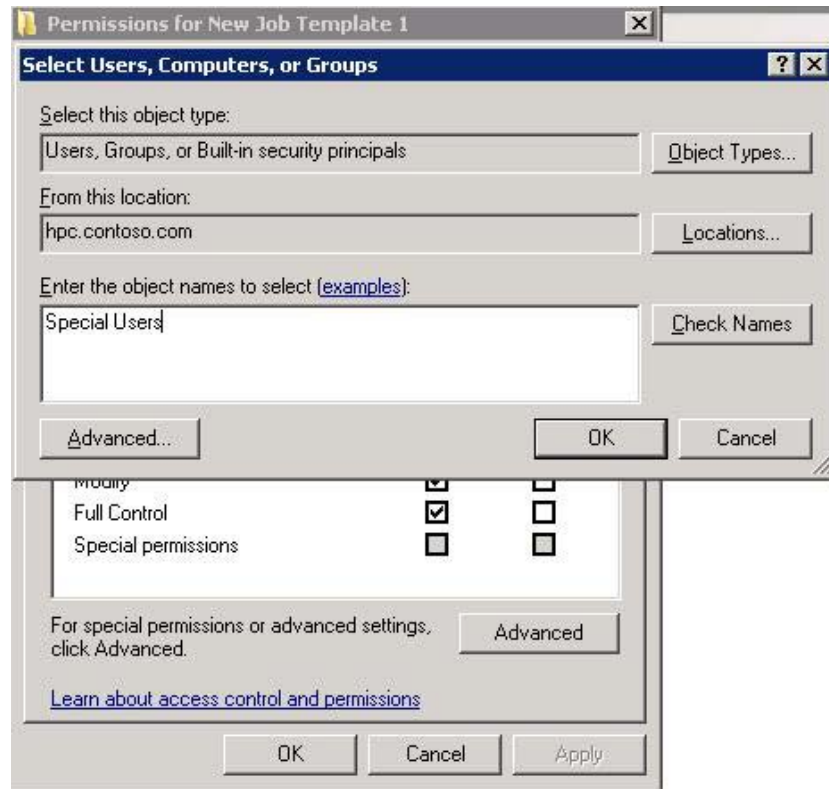 Permissions for New Job Template 1
Select Users, Computers, or Groups
Select this object type:
Users, Groups, or Built-in security principals
Object Types...
From this location:
hpc.contoso.com
Locations...
Enter the object names to select (examples):
Special Users
Check Names
Advanced...
OK
Cancel
Modify
Full Control
Special permissions
For special permissions or advanced settings,
click Advanced.
Advanced
Learn about access control and permissions
OK
Cancel
Apply